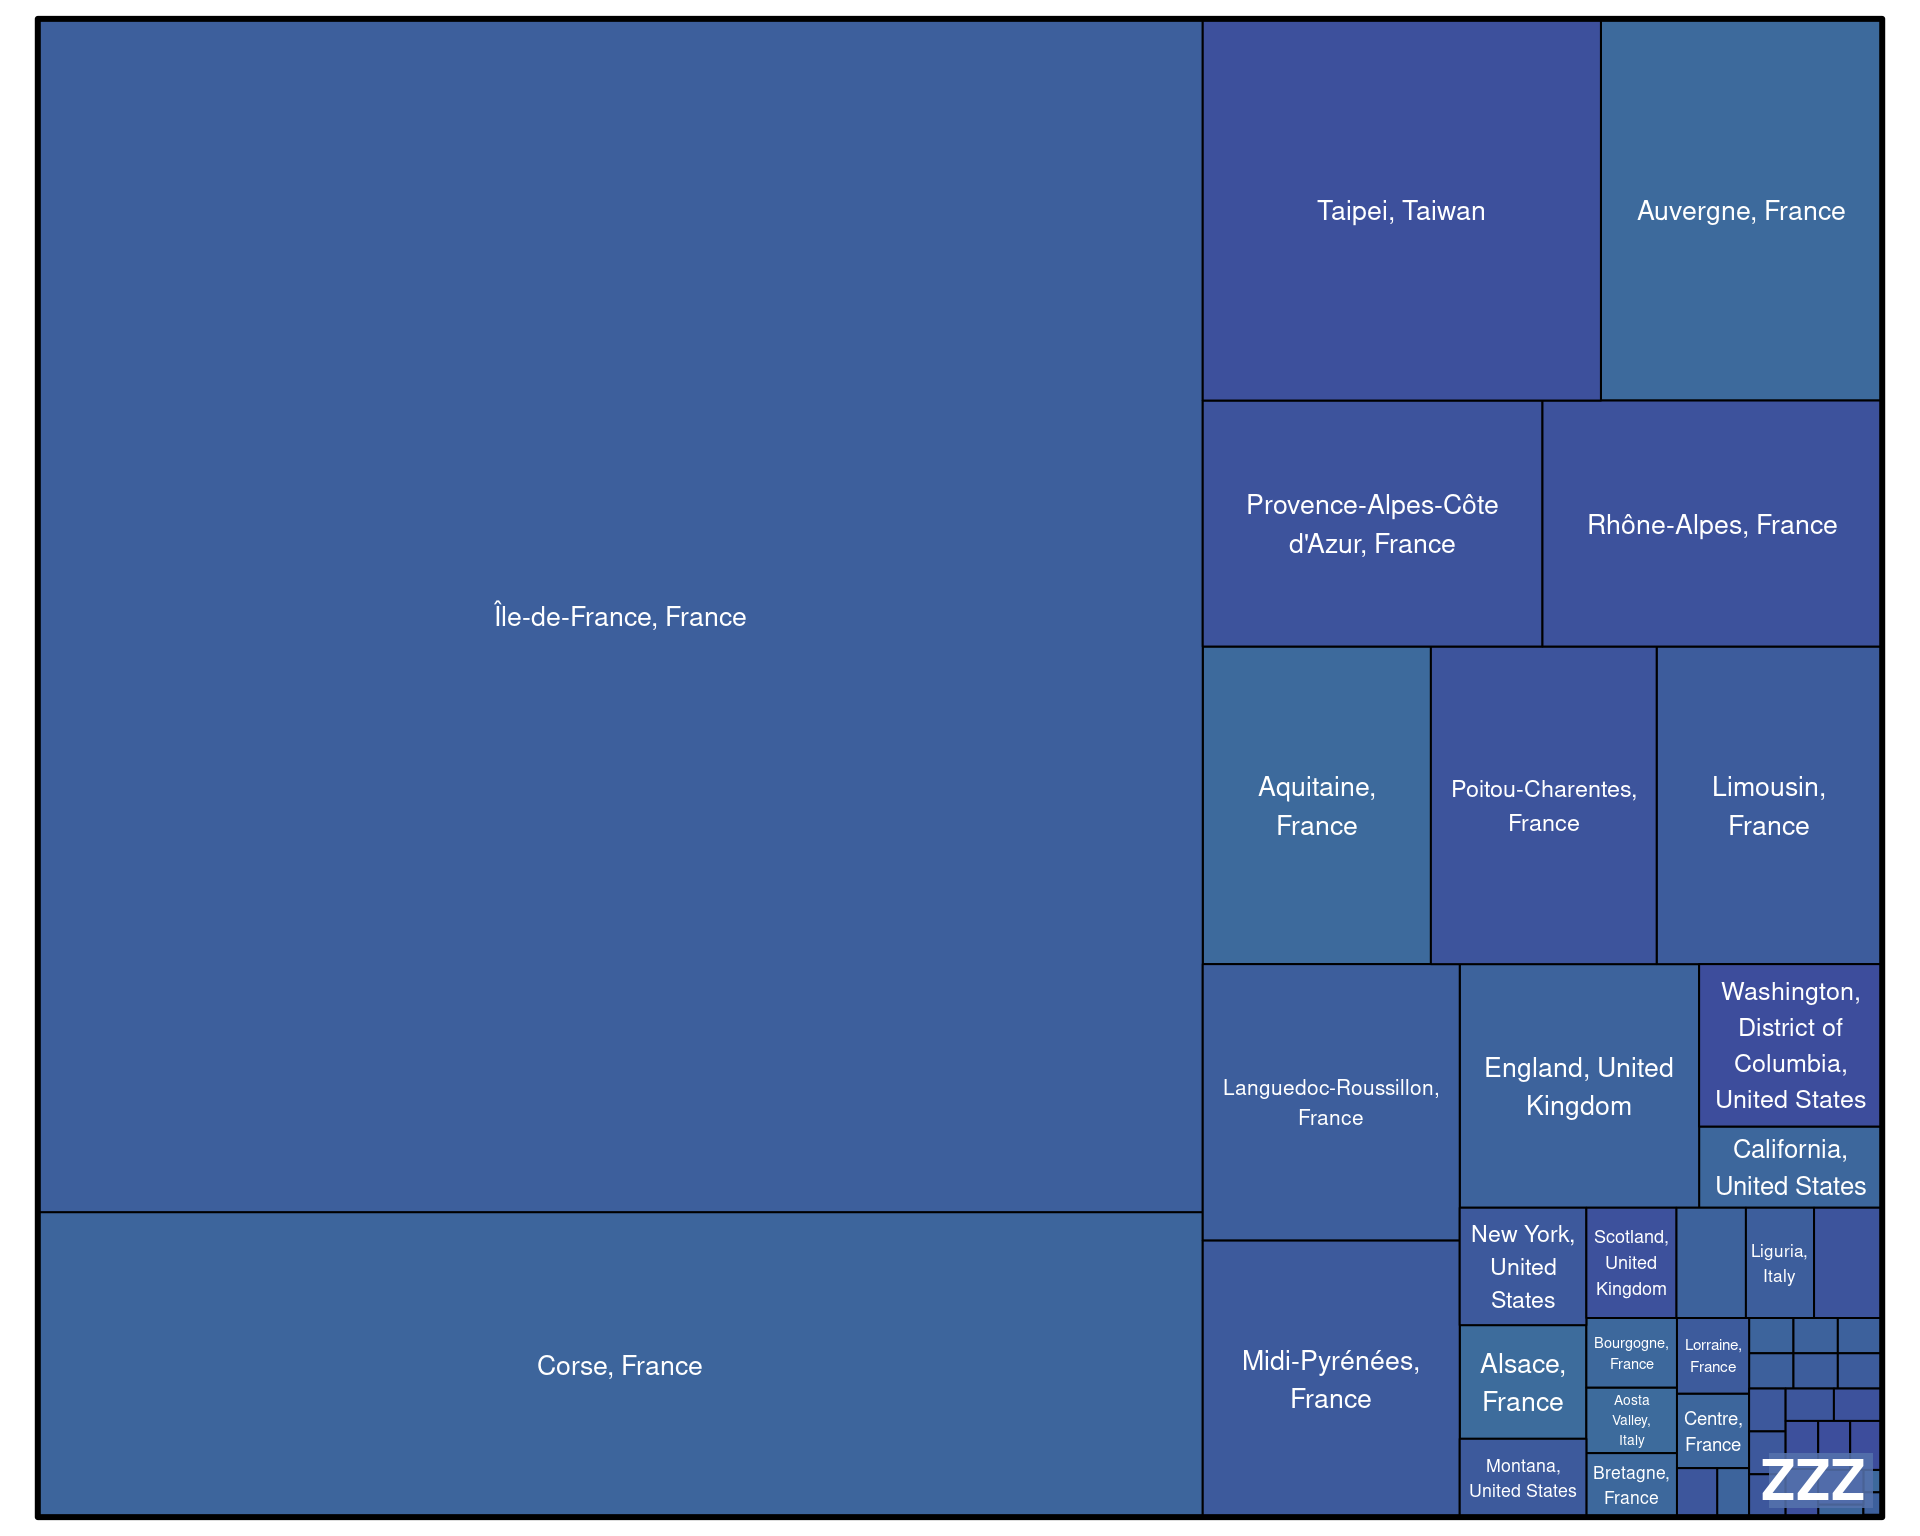 Île-de-France, France
Corse, France
Taipei, Taiwan
Auvergne, France
Provence-Alpes-Côte
d'Azur, France
Rhône-Alpes, France
Aquitaine,
France
Poitou-Charentes,
France
Limousin,
France
Languedoc-Roussillon,
France
Midi-Pyrénées,
France
England, United
Kingdom
Washington,
District of
Columbia,
United States
California,
United States
New York,
United
States
Alsace,
France
Montana,
United States
Scotland,
United
Kingdom
Liguria,
Italy
Bourgogne,
France
Aosta
Valley,
Italy
Bretagne,
France
Lorraine,
France
Centre,
France
ZZZ